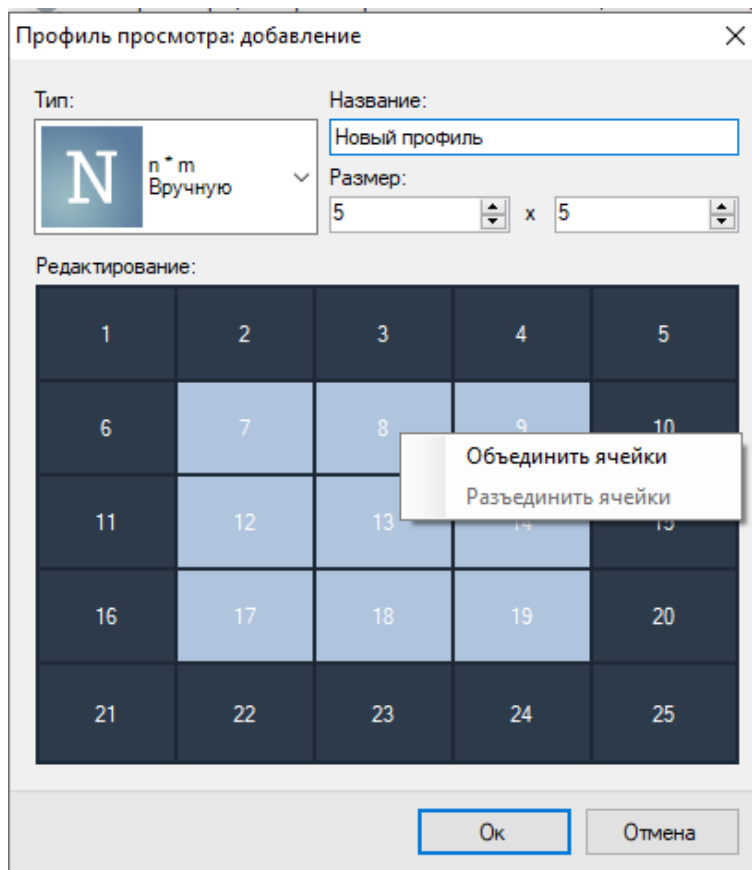 Профиль просмотра: добавление
Тип:
Название:
N
n * m
Вручную
Новый профиль
Размер:
5 x 5
Редактирование:
1 2 3 4 5
6 7 8 9 10
Объединить ячейки
Разъединить ячейки
11 12 13 14 15
16 17 18 19 20
21 22 23 24 25
Ок Отмена